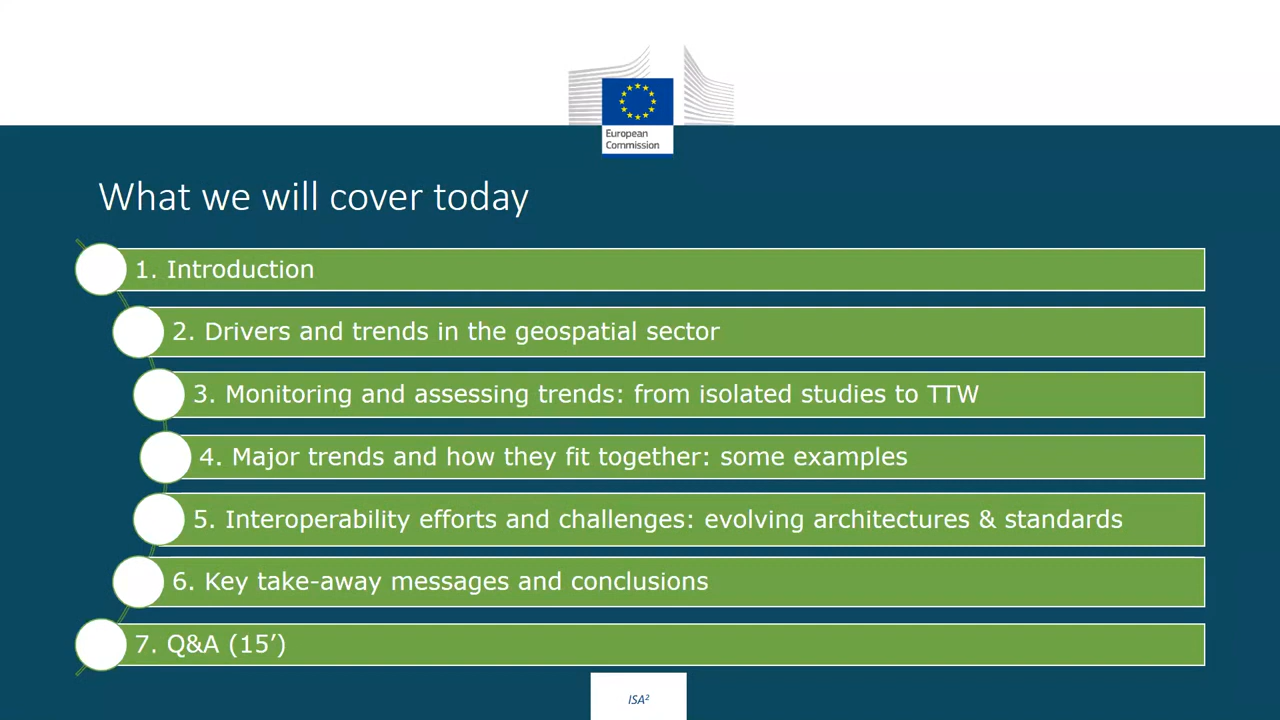 European
Commission
What we will cover today
1. Introduction
2. Drivers and trends in the geospatial sector
3. Monitoring and assessing trends: from isolated studies to TTW
4. Major trends and how they fit together: some examples
5. Interoperability efforts and challenges: evolving architectures & standards
6. Key take-away messages and conclusions
7. Q&A (15′)
ISA²